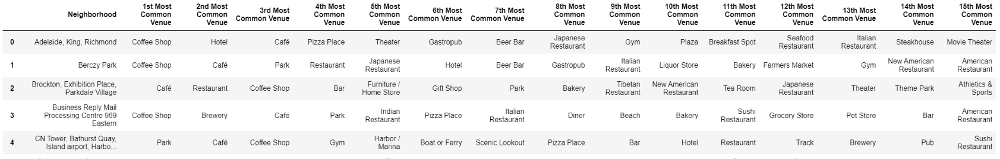 Neighborhood 1st Most Common Venue 2nd Most Common Venue 3rd Most Common Venue 4th Most Common Venue 5th Most Common Venue 6th Most Common Venue 7th Most Common Venue 8th Most Common Venue 9th Most Common Venue 10th Most Common Venue 11th Most Common Venue 12th Most Common Venue 13th Most Common Venue 14th Most Common Venue 15th Most Common Venue
0 Adelaide, King, Richmond Coffee Shop Hotel Café Pizza Place Theater Gastropub Beer Bar Japanese Restaurant Gym Plaza Breakfast Spot Seafood Restaurant Italian Restaurant Steakhouse Movie Theater
1 Berczy Park Coffee Shop Café Park Restaurant Japanese Restaurant Hotel Beer Bar Gastropub Italian Restaurant Liquor Store Bakery Farmers Market Gym New American Restaurant American Restaurant
2 Brockton, Exhibition Place, Parkdale Village Café Restaurant Coffee Shop Bar Furniture / Home Store Gift Shop Park Bakery Tibetan Restaurant New American Restaurant Tea Room Japanese Restaurant Theater Theme Park Athletics & Sports
3 Business Reply Mail Processing Centre 969 Eastern Coffee Shop Brewery Café Park Indian Restaurant Pizza Place Italian Restaurant Diner Beach Bakery Sushi Restaurant Grocery Store Pet Store Bar American Restaurant
4 CN Tower, Bathurst Quay, Island airport, Harbo... Park Café Coffee Shop Gym Harbor / Marina Boat or Ferry Scenic Lookout Pizza Place Bar Hotel Restaurant Track Brewery Pub Sushi Restaurant